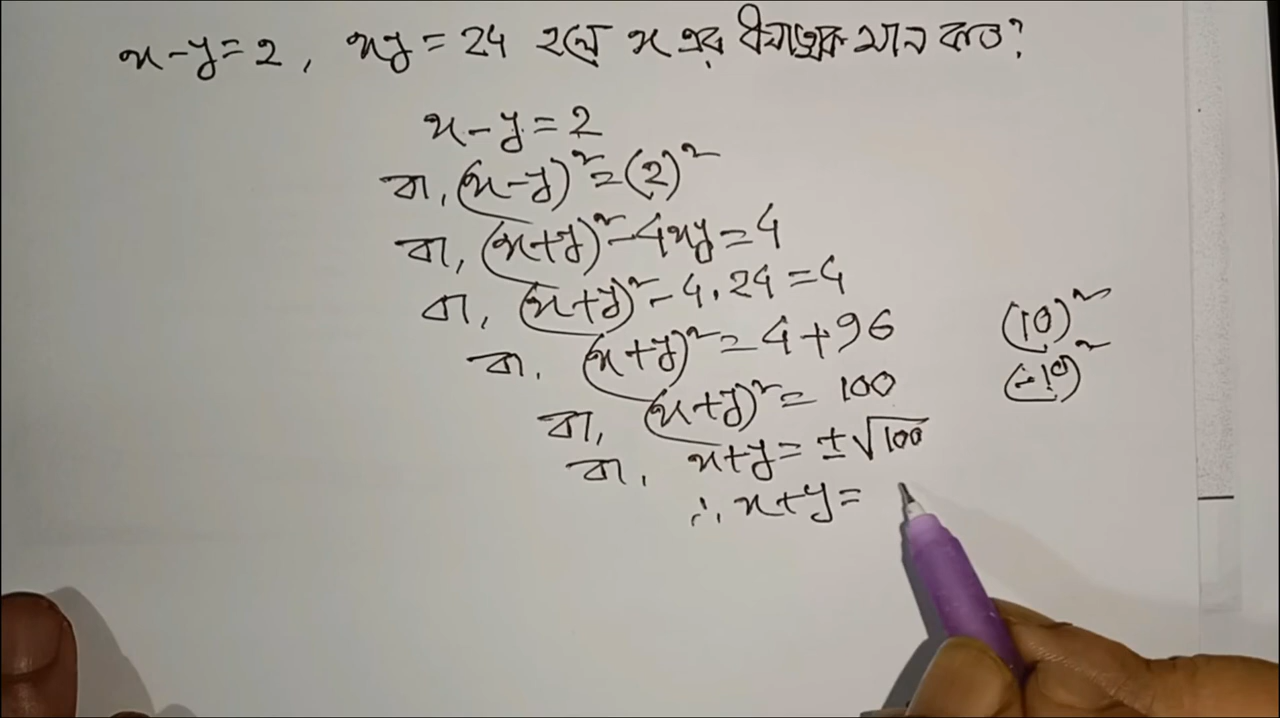 x-y=2, xy=24 হলে x এর ধনাত্মক মান কত?
x-y=2
বা, (x-y)²=(2)²
বা, (x+y)²-4xy=4
বা, (x+y)²-4.24=4
বা, (x+y)²=4+96
(10)²
বা, (x+y)²=100
(-10)²
বা, x+y=±√100
∴ x+y=